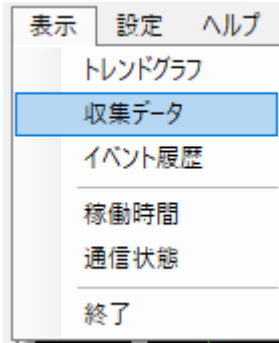 表示 設定 ヘルプ
トレンドグラフ
収集データ
イベント履歴
稼働時間
通信状態
終了